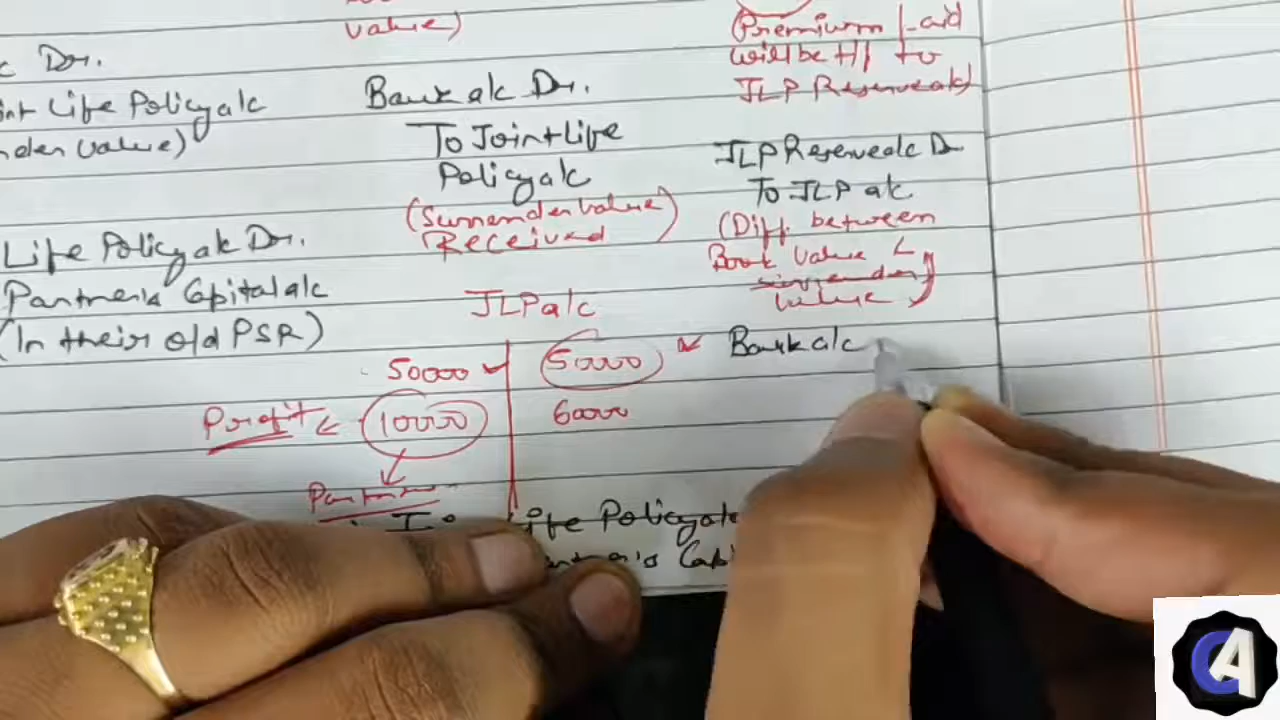 value)
Dr.
Life Policy a/c
value)
Life Policy a/c Dr.
Partner's Capital a/c
(In their old PSR)
Bank a/c Dr.
To Joint Life
Policy a/c
(Surrender value
Received)
(Premium Paid
will be t/f to
JLP Reserve a/c)
JLP Reserve a/c Dr
To JLP a/c
(Diff. between
Book value &
surrender
value)
JLP a/c
50000
50000
Bank a/c
Profit
10000
60000
Life Policy a/c
CA